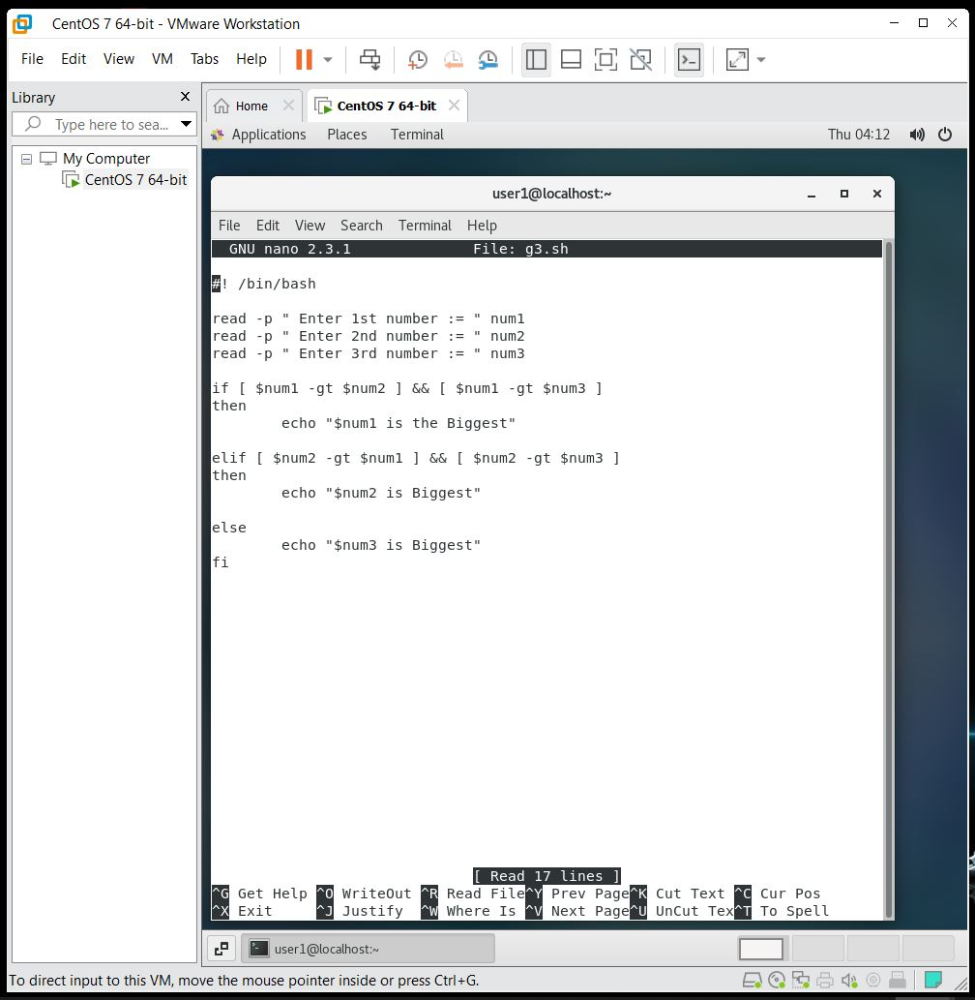 CentOS 7 64-bit - VMware Workstation
File Edit View VM Tabs Help
Library
Type here to sea...
My Computer
CentOS 7 64-bit
Home CentOS 7 64-bit
Applications Places Terminal Thu 04:12
user1@localhost:~
File Edit View Search Terminal Help
GNU nano 2.3.1 File: g3.sh
#! /bin/bash
read -p " Enter 1st number := " num1
read -p " Enter 2nd number := " num2
read -p " Enter 3rd number := " num3
if [ $num1 -gt $num2 ] && [ $num1 -gt $num3 ]
then
echo "$num1 is the Biggest"
elif [ $num2 -gt $num1 ] && [ $num2 -gt $num3 ]
then
echo "$num2 is Biggest"
else
echo "$num3 is Biggest"
fi
[ Read 17 lines ]
^G Get Help ^O WriteOut ^R Read File ^Y Prev Page ^K Cut Text ^C Cur Pos
^X Exit ^J Justify ^W Where Is ^V Next Page ^U UnCut Tex ^T To Spell
user1@localhost:~
To direct input to this VM, move the mouse pointer inside or press Ctrl+G.